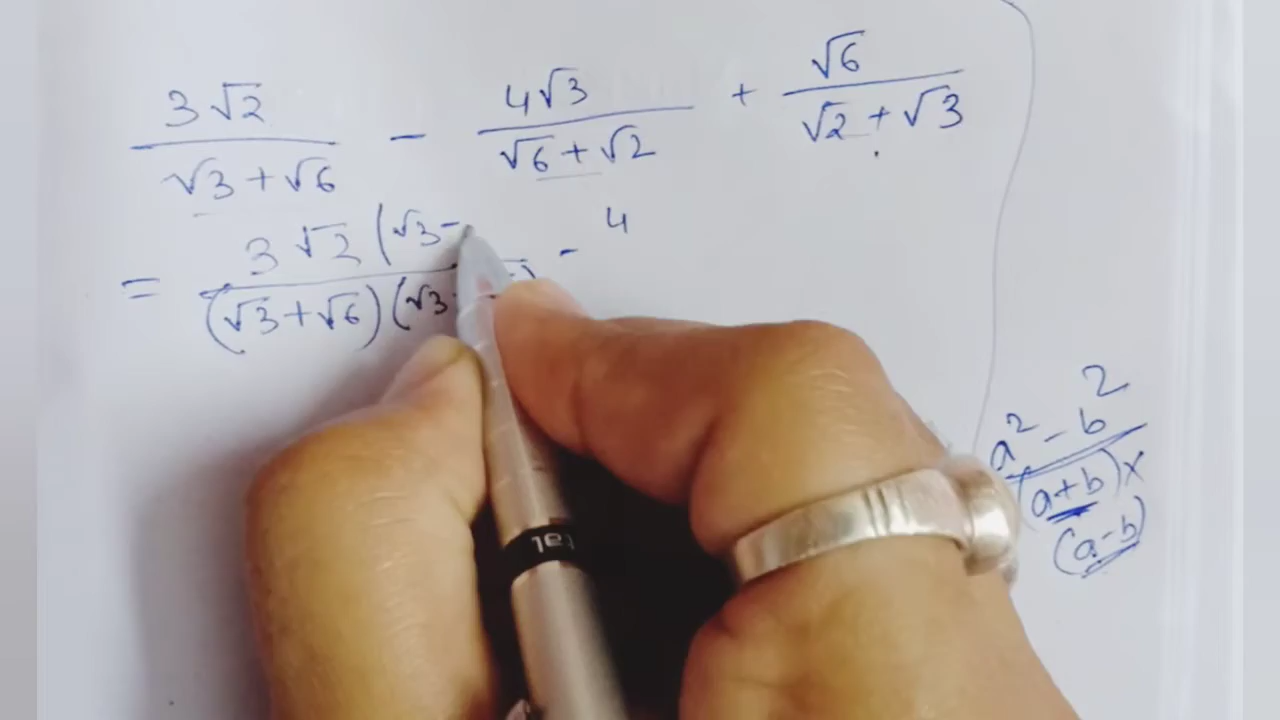 3√2 / √3 + √6 - 4√3 / √6 + √2 + √6 / √2 + √3
= 3√2 (√3 - / (√3 + √6) (√3 - 4
a² - b²
(a+b) ×
(a-b)